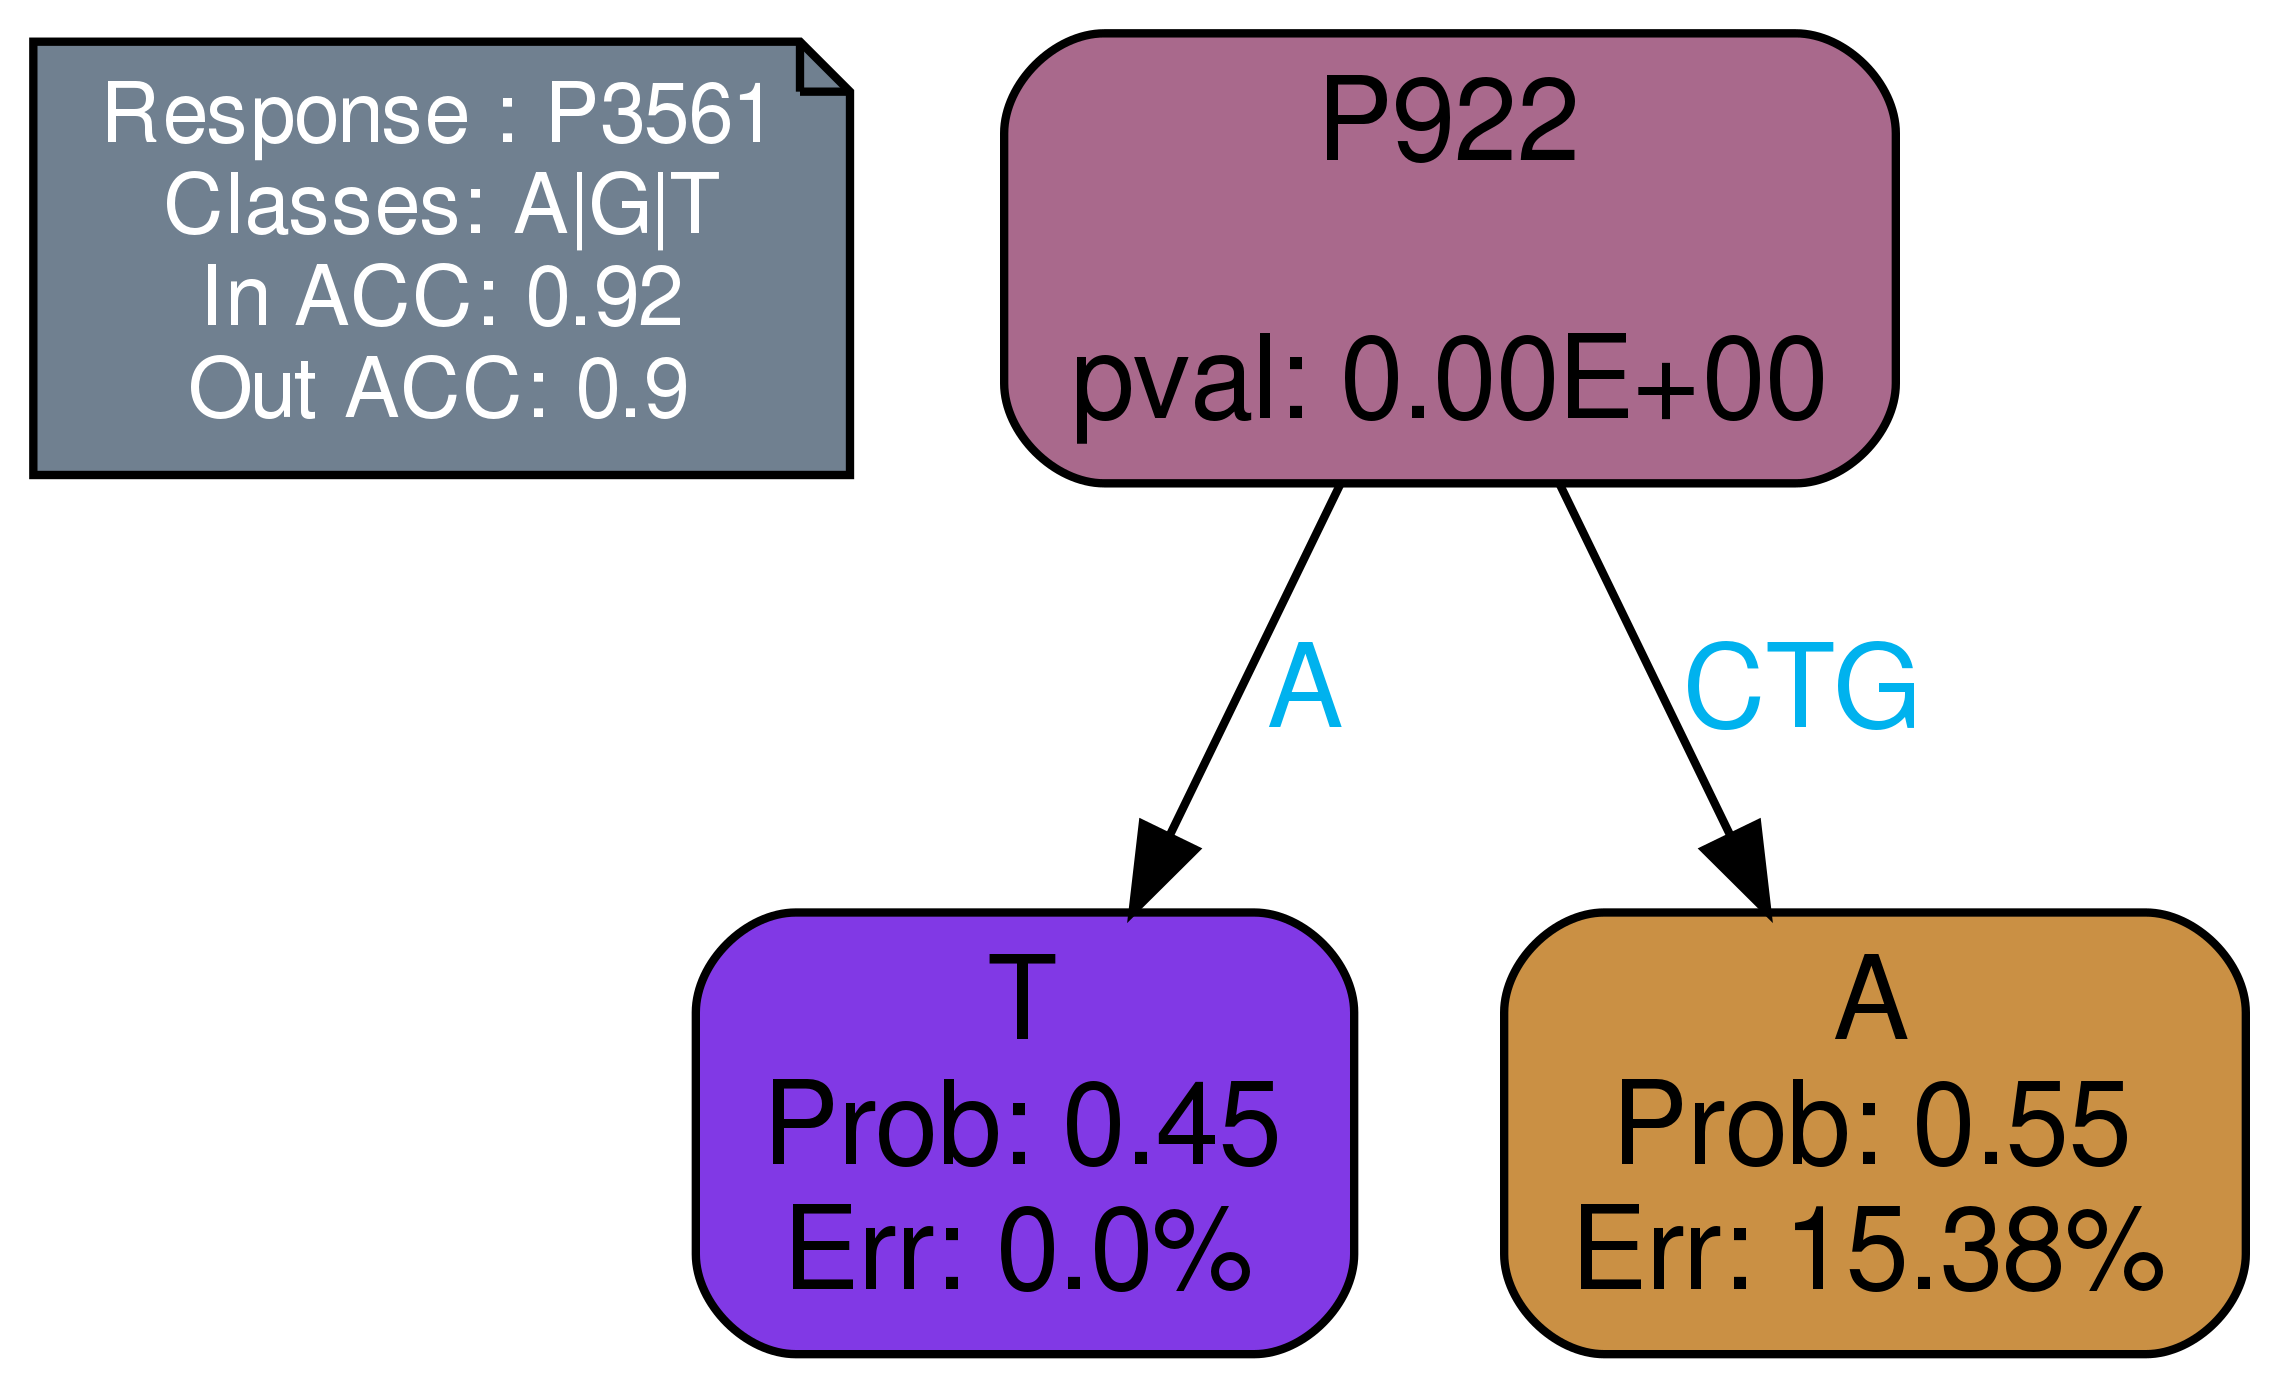 Response : P3561
Classes: A|G|T
In ACC: 0.92
Out ACC: 0.9
P922
pval: 0.00E+00
A
CTG
T
Prob: 0.45
Err: 0.0%
A
Prob: 0.55
Err: 15.38%